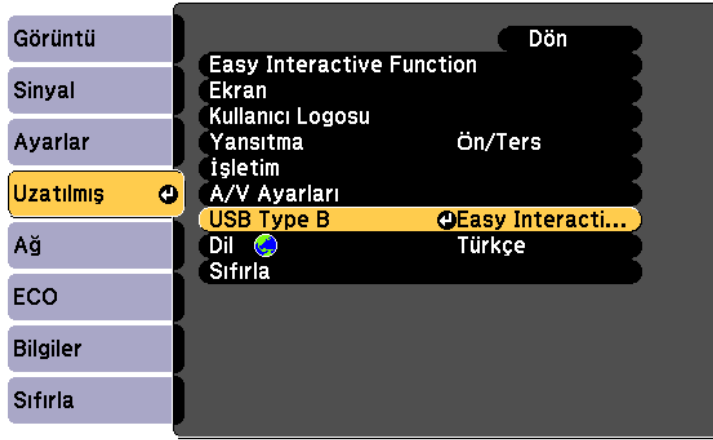 Görüntü
Sinyal
Ayarlar
Uzatılmış
Ağ
ECO
Bilgiler
Sıfırla
Dön
Easy Interactive Function
Ekran
Kullanıcı Logosu
Yansıtma Ön/Ters
İşletim
A/V Ayarları
USB Type B Easy Interacti...
Dil Türkçe
Sıfırla